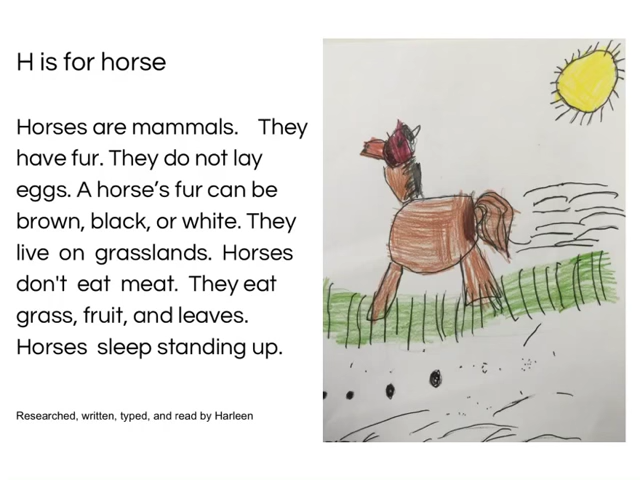 H is for horse
Horses are mammals. They
have fur. They do not lay
eggs. A horse’s fur can be
brown, black, or white. They
live on grasslands. Horses
don't eat meat. They eat
grass, fruit, and leaves.
Horses sleep standing up.
Researched, written, typed, and read by Harleen